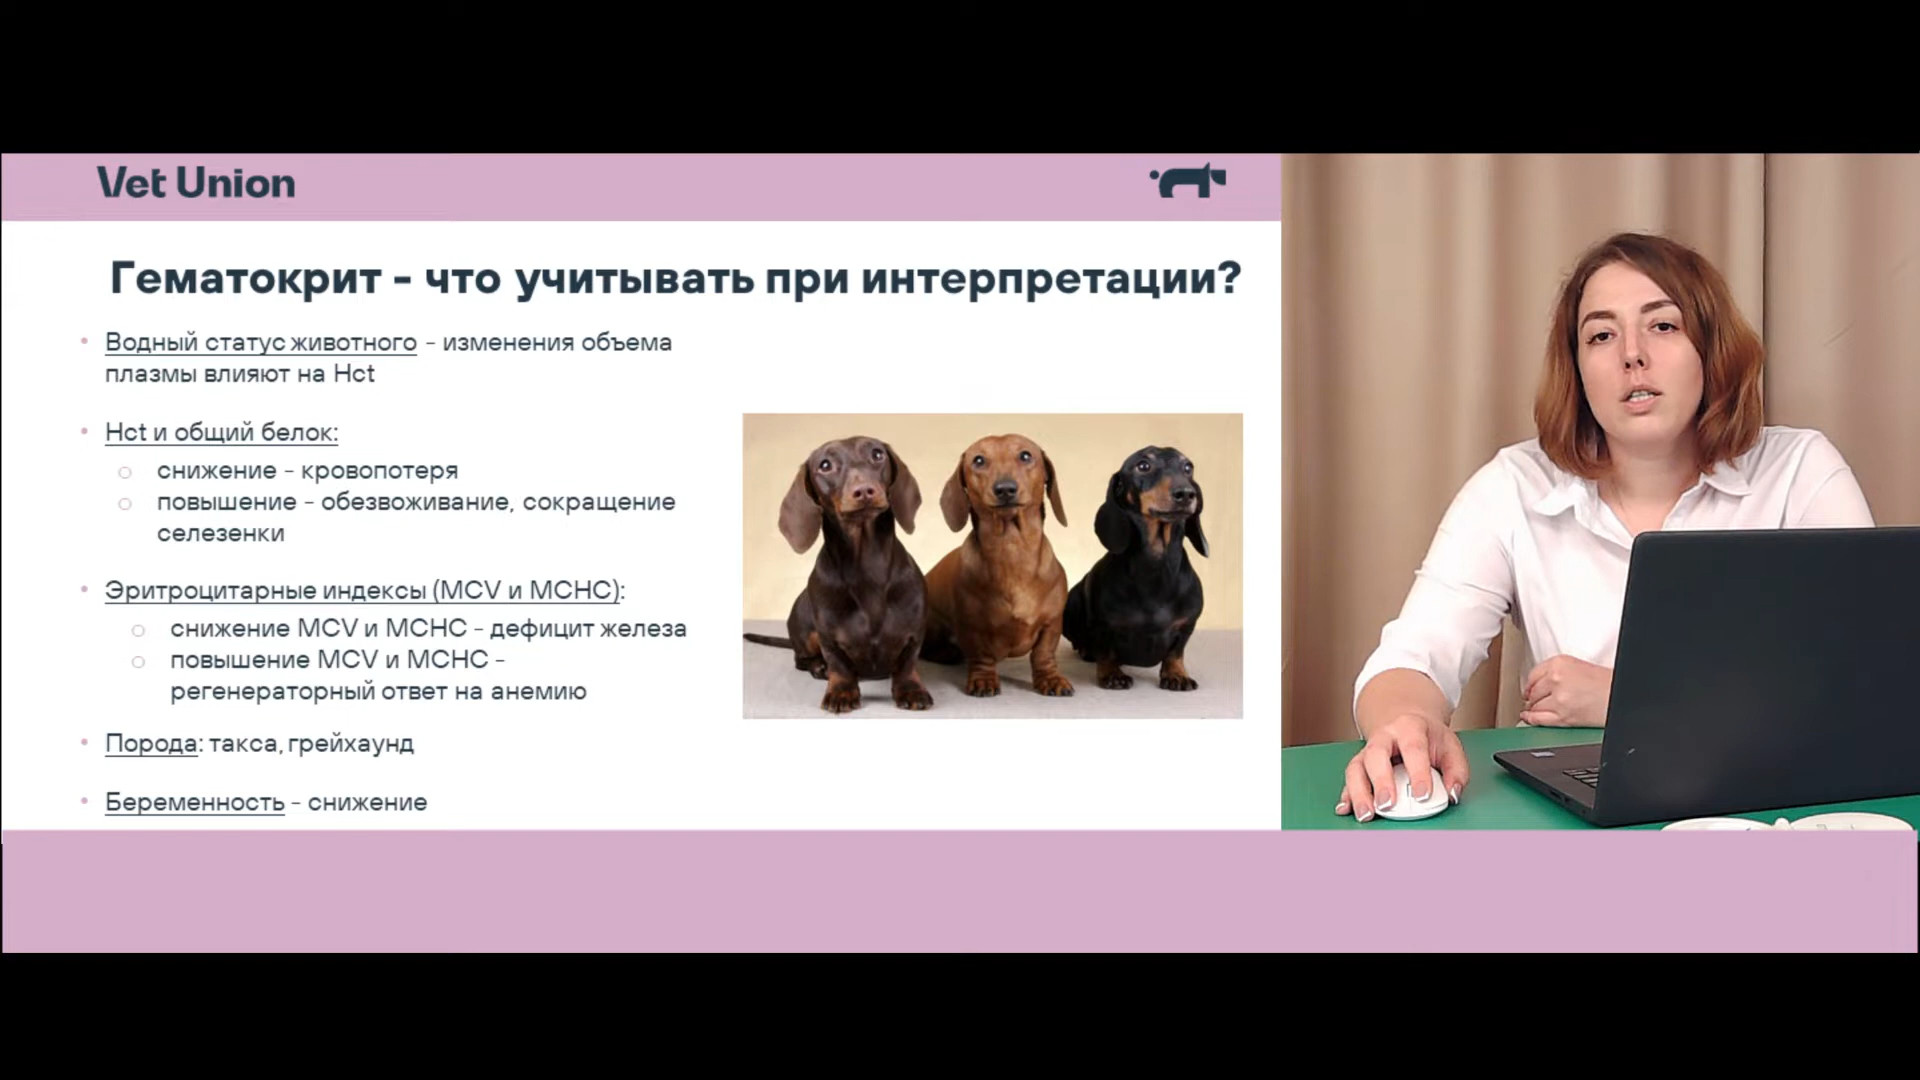 Vet Union
Гематокрит - что учитывать при интерпретации?
Водный статус животного - изменения объема
плазмы влияют на Hct
Hct и общий белок:
снижение - кровопотеря
повышение - обезвоживание, сокращение
селезенки
Эритроцитарные индексы (MCV и MCHC):
снижение MCV и MCHC - дефицит железа
повышение MCV и MCHC -
регенераторный ответ на анемию
Порода: такса, грейхаунд
Беременность - снижение